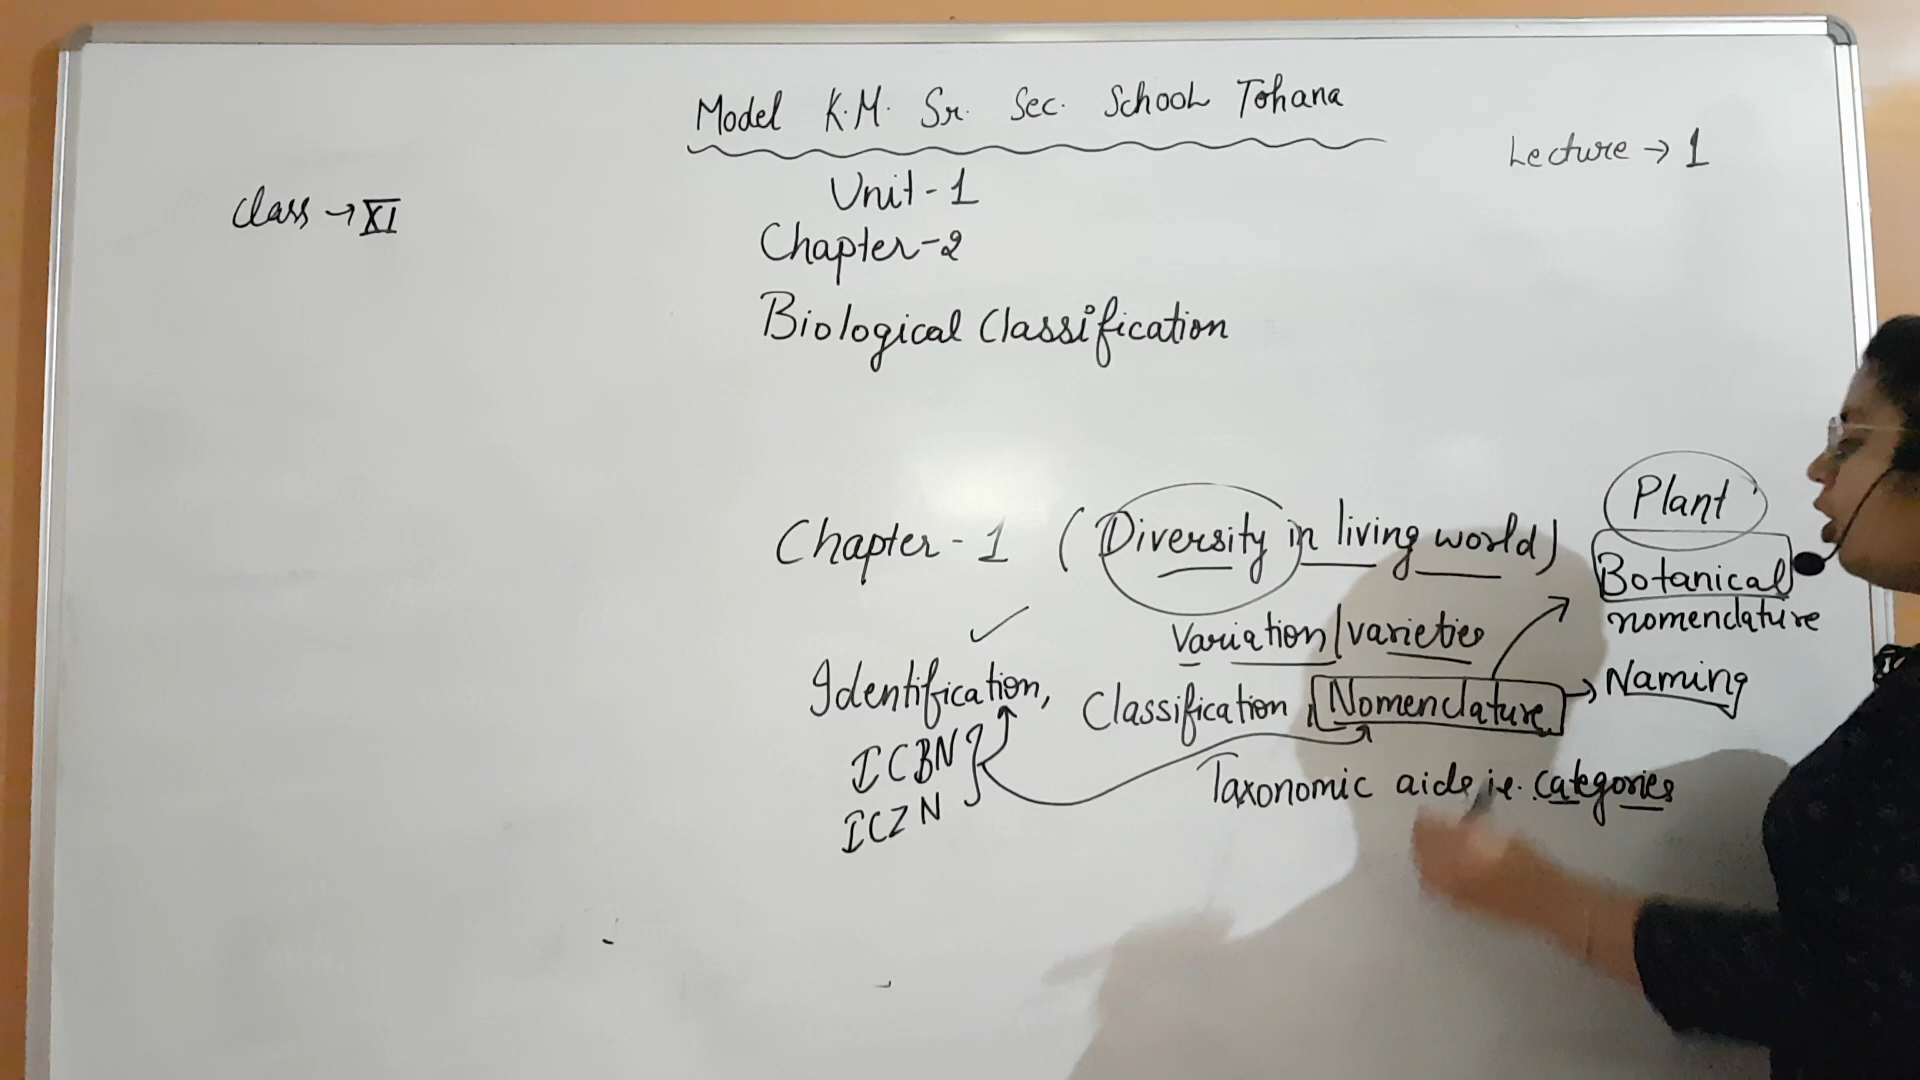 Model K.M. Sr. Sec. School Tohana
Lecture → 1
Class → XI
Unit-1
Chapter-2
Biological Classification
Chapter-1 (Diversity in living world)
Plant
Botanical
nomenclature
Variation/varieties
Identification, Classification, Nomenclature → Naming
ICBN
ICZN
Taxonomic aids i.e. categories